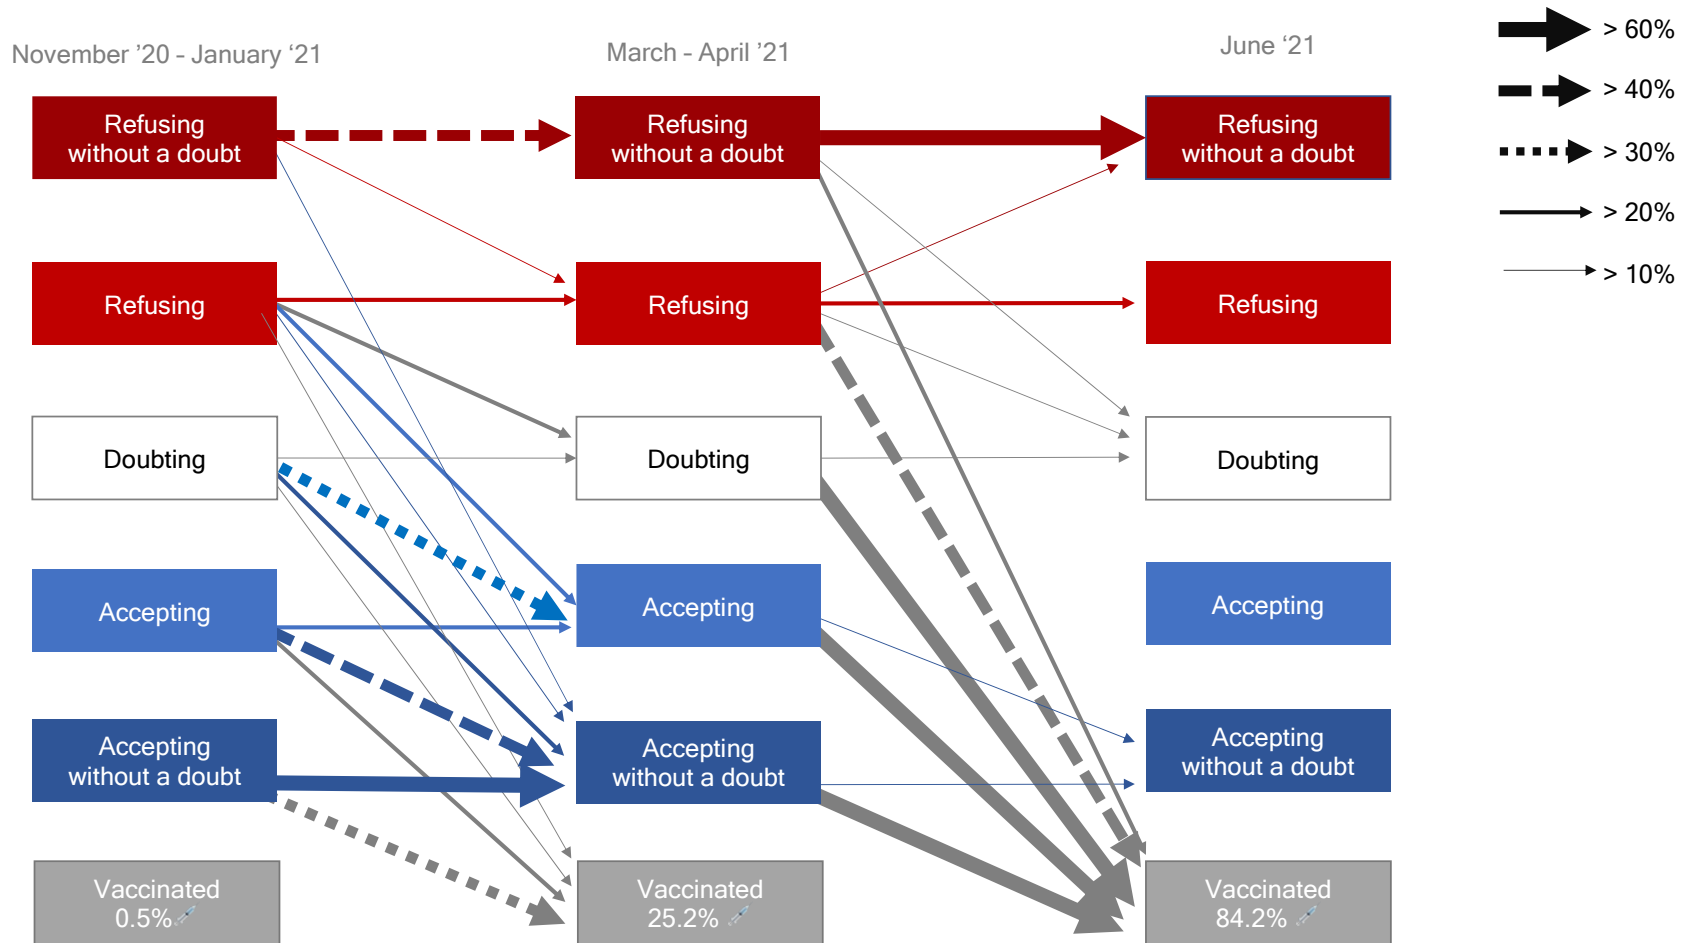 November '20 - January ‘21
March - April '21
June ‘21
> 60%
> 40%
> 30%
> 20%
> 10%
Refusing
without a doubt
Refusing
without a doubt
Refusing
without a doubt
Refusing
Refusing
Refusing
Doubting
Doubting
Doubting
Accepting
Accepting
Accepting
Accepting
without a doubt
Accepting
without a doubt
Accepting
without a doubt
Vaccinated
0.5%
Vaccinated
25.2%
Vaccinated
84.2%